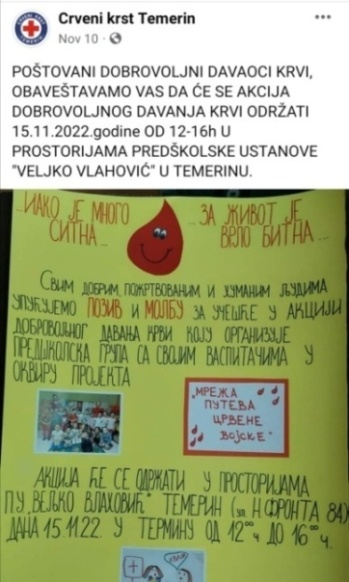 Crveni krst Temerin
Nov 10
POŠTOVANI DOBROVOLJNI DAVAOCI KRVI,
OBAVEŠTAVAMO VAS DA ĆE SE AKCIJA
DOBROVOLJNOG DAVANJA KRVI ODRŽATI
15.11.2022.godine OD 12-16h U
PROSTORIJAMA PREDŠKOLSKE USTANOVE
"VELJKO VLAHOVIĆ" U TEMERINU.
...ИАКО ЈЕ МНОГО
СИТНА...
...ЗА ЖИВОТ ЈЕ
ВРЛО БИТНА...
СВИМ ДОБРИМ, ПОЖРТВОВАНИМ И ХУМАНИМ ЉУДИМА
УПУЋУЈЕМО ПОЗИВ И МОЛБУ ЗА УЧЕШЋЕ У АКЦИЈИ
ДОБРОВОЉНОГ ДАВАЊА КРВИ КОЈУ ОРГАНИЗУЈЕ
ПРЕДШКОЛСКА ГРУПА СА СВОЈИМ ВАСПИТАЧИМА У
ОКВИРУ ПРОЈЕКТА
"МРЕЖА
ПУТЕВА
ЦРВЕНЕ
ВОЈСКЕ"
АКЦИЈА ЋЕ СЕ ОДРЖАТИ У ПРОСТОРИЈАМА
ПУ "ВЕЉКО ВЛАХОВИЋ" ТЕМЕРИН (ул. Н. ФРОНТА 84)
ДАНА 15.11.22. У ТЕРМИНУ ОД 12⁰⁰ч ДО 16⁰⁰ч.